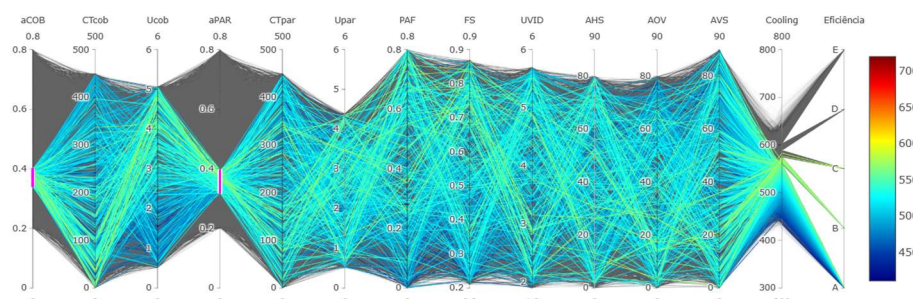 aCOB CTcob Ucob aPAR CTpar Upar PAF FS UVID AHS AOV AVS Cooling Eficiência
0.8 500 6 0.8 500 6 0.8 0.9 6 90 90 90 800
0.6 400 5 0.6 400 5 0.6 0.8 5 80 80 80 700 E
0.4 300 4 0.4 300 4 0.4 0.7 4 60 60 60 600 D
0.2 200 3 0.2 200 3 0.2 0.6 3 40 40 40 500 C
0 100 2 0 100 2 0 0.5 2 20 20 20 400 B
0 1 0 1 0.4 0 0 0 300 A
0.3
0.2
700
650
600
550
500
450